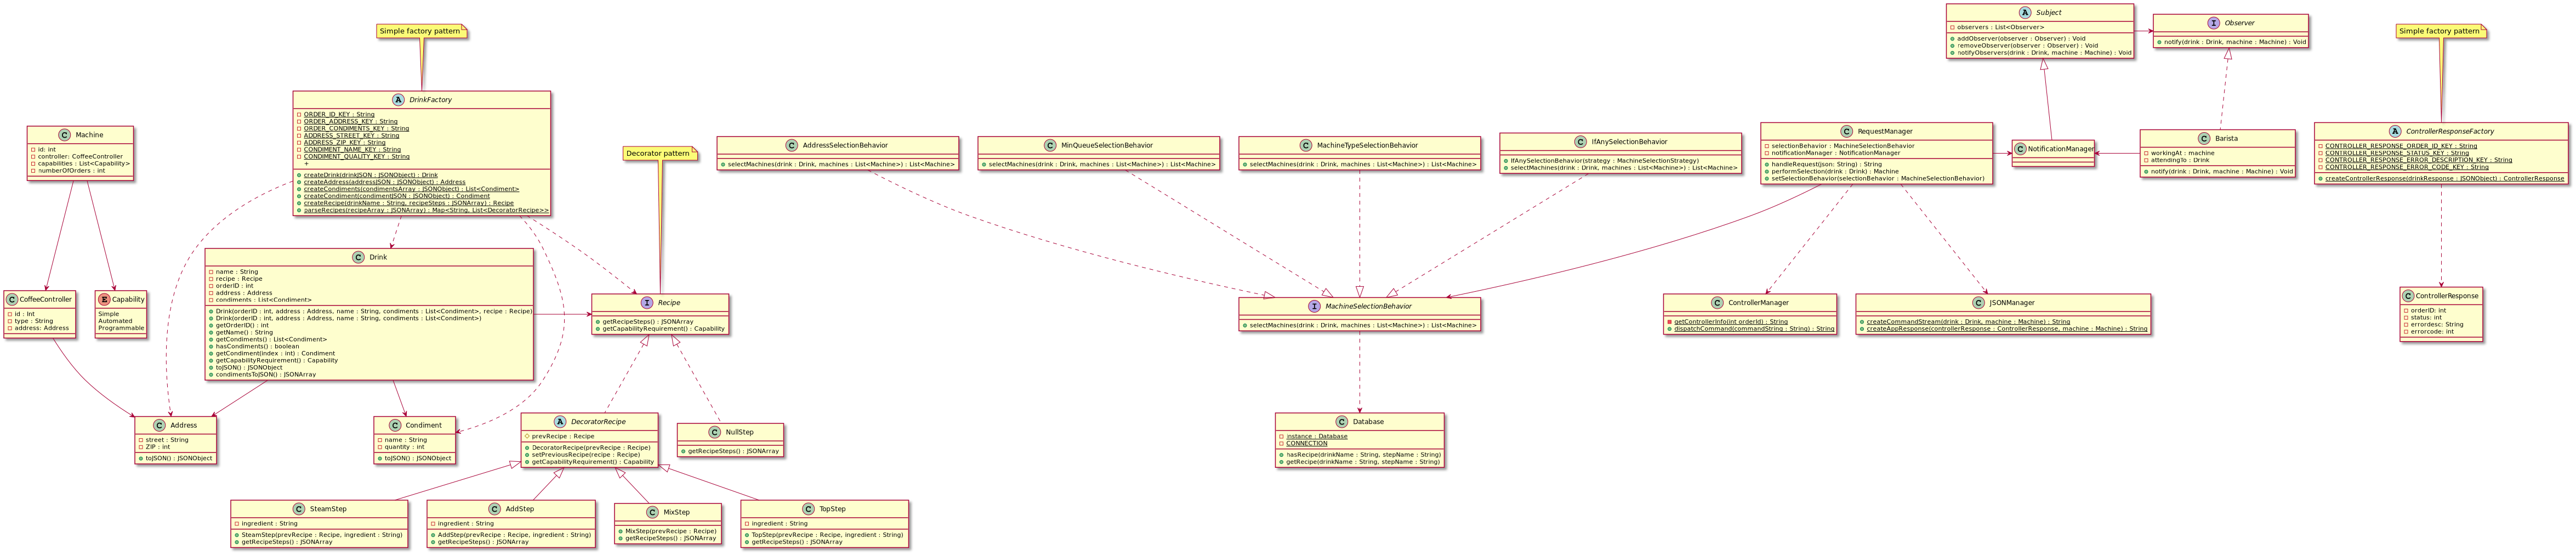 Simple factory pattern
A DrinkFactory
ORDER_ID_KEY : String
ORDER_ADDRESS_KEY : String
ORDER_CONDIMENTS_KEY : String
ADDRESS_STREET_KEY : String
ADDRESS_ZIP_KEY : String
CONDIMENT_NAME_KEY : String
CONDIMENT_QUALITY_KEY : String
+
createDrink(drinkJSON : JSONObject) : Drink
createAddress(addressJSON : JSONObject) : Address
createCondiments(condimentsArray : JSONObject) : List<Condiment>
createCondiment(condimentJSON : JSONObject) : Condiment
createRecipe(drinkName : String, recipeSteps : JSONArray) : Recipe
parseRecipes(recipeArray : JSONArray) : Map<String, List<DecoratorRecipe>>
C Machine
id: int
controller: CoffeeController
capabilities : List<Capability>
numberOfOrders : int
C CoffeeController
id : Int
type : String
address: Address
E Capability
Simple
Automated
Programmable
C Drink
name : String
recipe : Recipe
orderID : int
address : Address
condiments : List<Condiment>
Drink(orderID : int, address : Address, name : String, condiments : List<Condiment>, recipe : Recipe)
Drink(orderID : int, address : Address, name : String, condiments : List<Condiment>)
getOrderID() : int
getName() : String
getCondiments() : List<Condiment>
hasCondiments() : boolean
getCondiment(index : int) : Condiment
getCapabilityRequirement() : Capability
toJSON() : JSONObject
condimentsToJSON() : JSONArray
C Address
street : String
ZIP : int
toJSON() : JSONObject
C Condiment
name : String
quantity : int
toJSON() : JSONObject
Decorator pattern
I Recipe
getRecipeSteps() : JSONArray
getCapabilityRequirement() : Capability
A DecoratorRecipe
prevRecipe : Recipe
DecoratorRecipe(prevRecipe : Recipe)
setPreviousRecipe(recipe : Recipe)
getCapabilityRequirement() : Capability
C NullStep
getRecipeSteps() : JSONArray
C SteamStep
ingredient : String
SteamStep(prevRecipe : Recipe, ingredient : String)
getRecipeSteps() : JSONArray
C AddStep
ingredient : String
AddStep(prevRecipe : Recipe, ingredient : String)
getRecipeSteps() : JSONArray
C MixStep
MixStep(prevRecipe : Recipe)
getRecipeSteps() : JSONArray
C TopStep
ingredient : String
TopStep(prevRecipe : Recipe, ingredient : String)
getRecipeSteps() : JSONArray
C AddressSelectionBehavior
selectMachines(drink : Drink, machines : List<Machine>) : List<Machine>
C MinQueueSelectionBehavior
selectMachines(drink : Drink, machines : List<Machine>) : List<Machine>
C MachineTypeSelectionBehavior
selectMachines(drink : Drink, machines : List<Machine>) : List<Machine>
C IfAnySelectionBehavior
IfAnySelectionBehavior(strategy : MachineSelectionStrategy)
selectMachines(drink : Drink, machines : List<Machine>) : List<Machine>
I MachineSelectionBehavior
selectMachines(drink : Drink, machines : List<Machine>) : List<Machine>
C Database
instance : Database
CONNECTION
hasRecipe(drinkName : String, stepName : String)
getRecipe(drinkName : String, stepName : String)
C RequestManager
selectionBehavior : MachineSelectionBehavior
notificationManager : NotificationManager
handleRequest(json: String) : String
performSelection(drink : Drink) : Machine
setSelectionBehavior(selectionBehavior : MachineSelectionBehavior)
C ControllerManager
getControllerInfo(int orderId) : String
dispatchCommand(commandString : String) : String
C JSONManager
createCommandStream(drink : Drink, machine : Machine) : String
createAppResponse(controllerResponse : ControllerResponse, machine : Machine) : String
A Subject
observers : List<Observer>
addObserver(observer : Observer) : Void
removeObserver(observer : Observer) : Void
notifyObservers(drink : Drink, machine : Machine) : Void
I Observer
notify(drink : Drink, machine : Machine) : Void
C NotificationManager
C Barista
workingAt : machine
attendingTo : Drink
notify(drink : Drink, machine : Machine) : Void
Simple factory pattern
A ControllerResponseFactory
CONTROLLER_RESPONSE_ORDER_ID_KEY : String
CONTROLLER_RESPONSE_STATUS_KEY : String
CONTROLLER_RESPONSE_ERROR_DESCRIPTION_KEY : String
CONTROLLER_RESPONSE_ERROR_CODE_KEY : String
createControllerResponse(drinkResponse : JSONObject) : ControllerResponse
C ControllerResponse
orderID: int
status: int
errordesc: String
errorcode: int